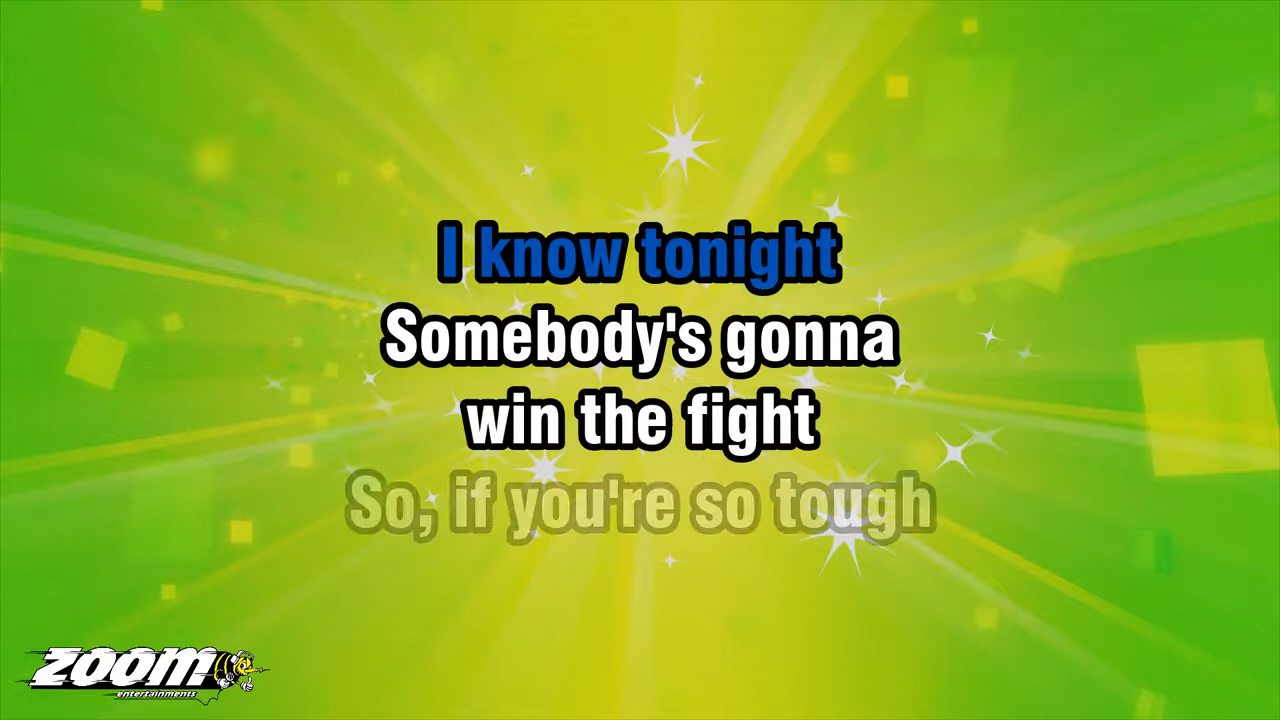 I know tonight
Somebody's gonna
win the fight
So, if you're so tough
ZOOM
entertainments